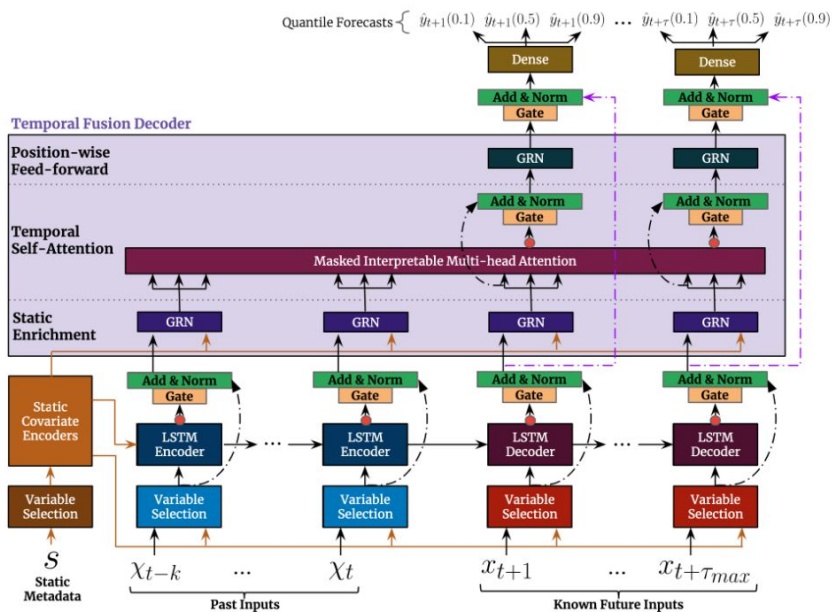 Quantile Forecasts
ŷt+1(0.1) ŷt+1(0.5) ŷt+1(0.9) ... ŷt+τ(0.1) ŷt+τ(0.5) ŷt+τ(0.9)
Dense Dense
Add & Norm Add & Norm
Gate Gate
Temporal Fusion Decoder
Position-wise
Feed-forward
GRN GRN
Add & Norm Add & Norm
Gate Gate
Temporal
Self-Attention
Masked Interpretable Multi-head Attention
Static
Enrichment
GRN GRN GRN GRN
Add & Norm Add & Norm Add & Norm Add & Norm
Gate Gate Gate Gate
Static
Covariate
Encoders
LSTM
Encoder
...
LSTM
Encoder
LSTM
Decoder
...
LSTM
Decoder
Variable
Selection
Variable
Selection
Variable
Selection
Variable
Selection
Variable
Selection
s
Static
Metadata
χt−k ... χt xt+1 ... xt+τmax
Past Inputs Known Future Inputs